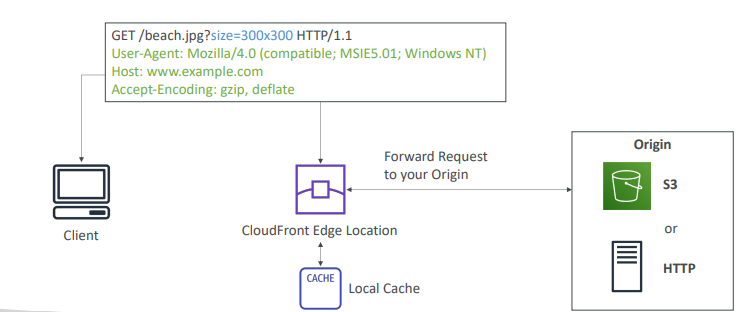 GET /beach.jpg?size=300x300 HTTP/1.1
User-Agent: Mozilla/4.0 (compatible; MSIE5.01; Windows NT)
Host: www.example.com
Accept-Encoding: gzip, deflate
Origin
Forward Request
to your Origin
S3
or
HTTP
Client
CloudFront Edge Location
CACHE
Local Cache